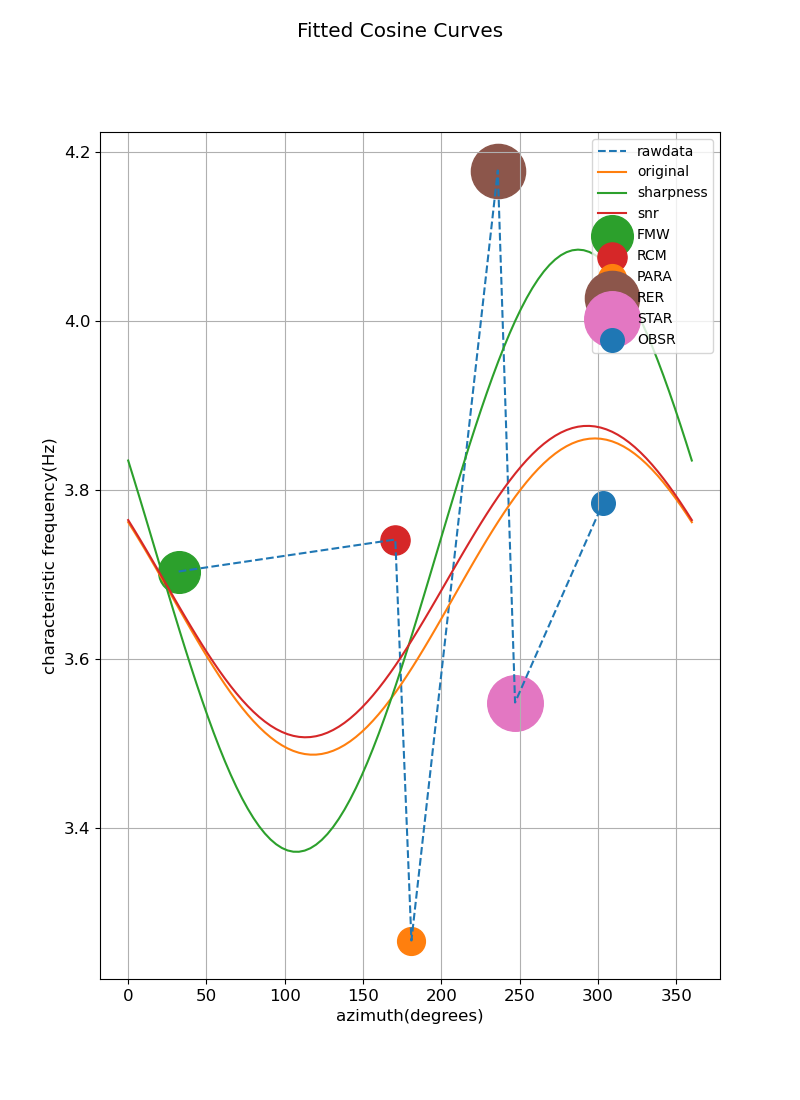 Fitted Cosine Curves
rawdata
original
sharpness
snr
FMW
RCM
PARA
RER
STAR
OBSR
4.2
4.0
3.8
3.6
3.4
characteristic frequency(Hz)
0 50 100 150 200 250 300 350
azimuth(degrees)